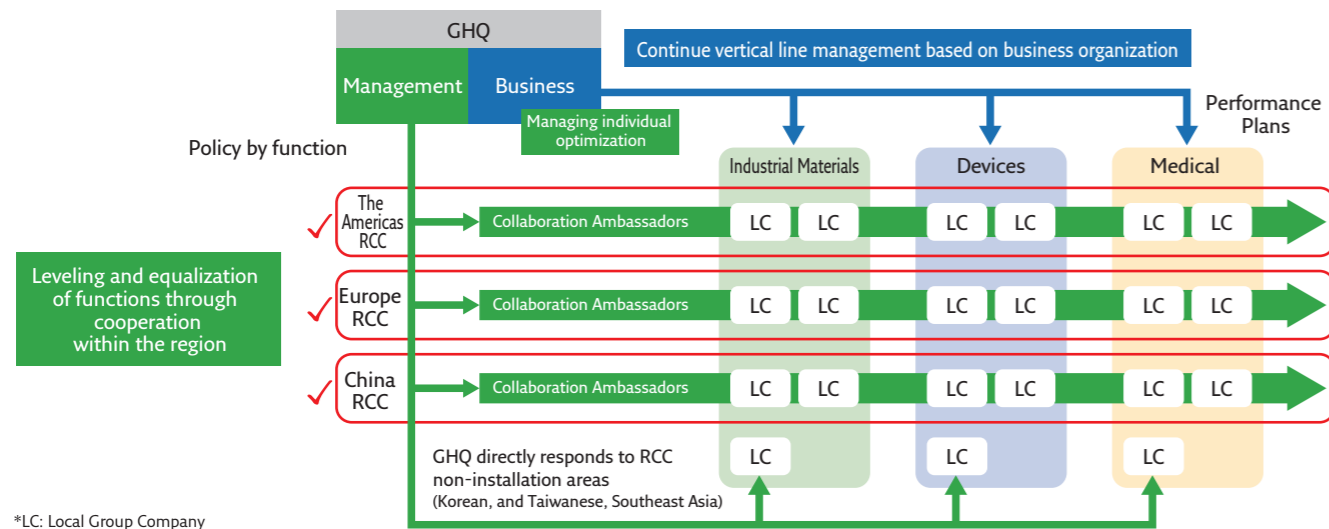 GHQ
Management
Business
Continue vertical line management based on business organization
Managing individual
optimization
Performance
Plans
Policy by function
Industrial Materials
Devices
Medical
The
Americas
RCC
Collaboration Ambassadors
LC LC LC LC LC LC
Leveling and equalization
of functions through
cooperation
within the region
Europe
RCC
Collaboration Ambassadors
LC LC LC LC LC LC
China
RCC
Collaboration Ambassadors
LC LC LC LC LC LC
GHQ directly responds to RCC
non-installation areas
(Korean, and Taiwanese, Southeast Asia)
LC LC LC
*LC: Local Group Company